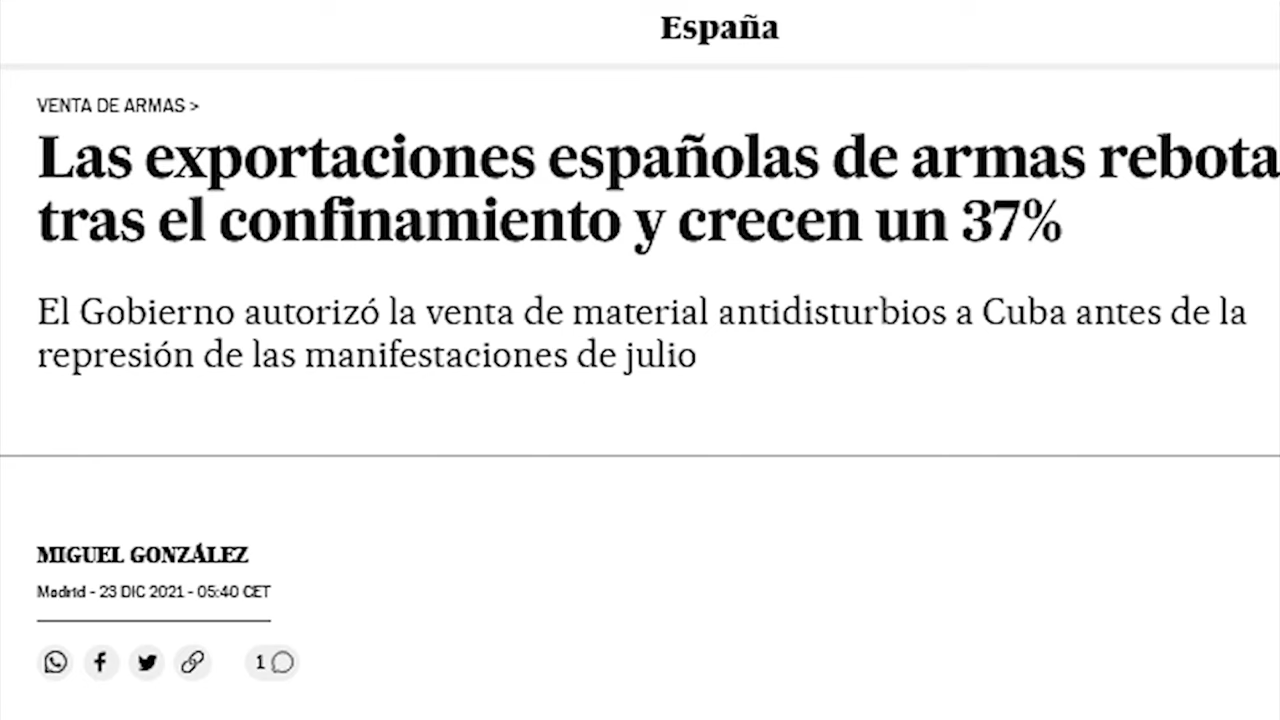 España
VENTA DE ARMAS >
Las exportaciones españolas de armas rebota
tras el confinamiento y crecen un 37%
El Gobierno autorizó la venta de material antidisturbios a Cuba antes de la
represión de las manifestaciones de julio
MIGUEL GONZÁLEZ
Madrid - 23 DIC 2021 - 05:40 CET
1